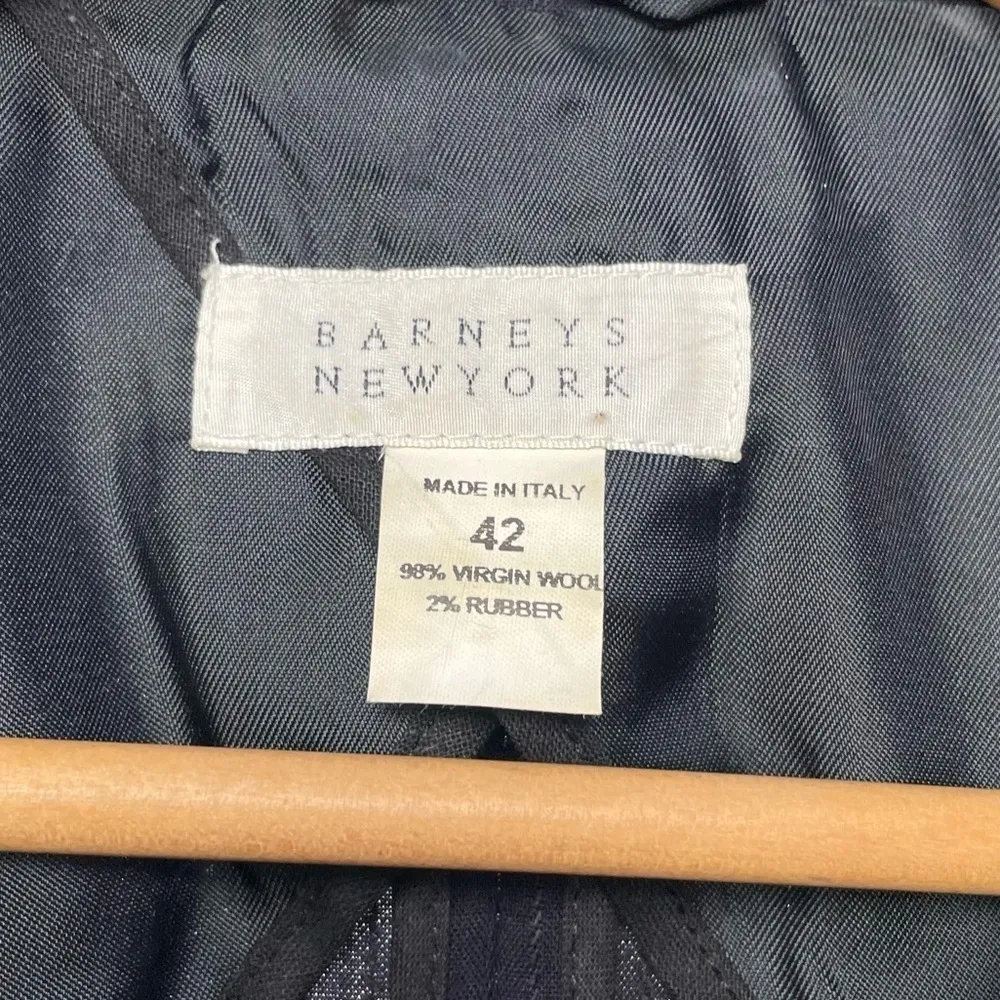 BARNEYS
NEWYORK
MADE IN ITALY
42
98% VIRGIN WOOL
2% RUBBER